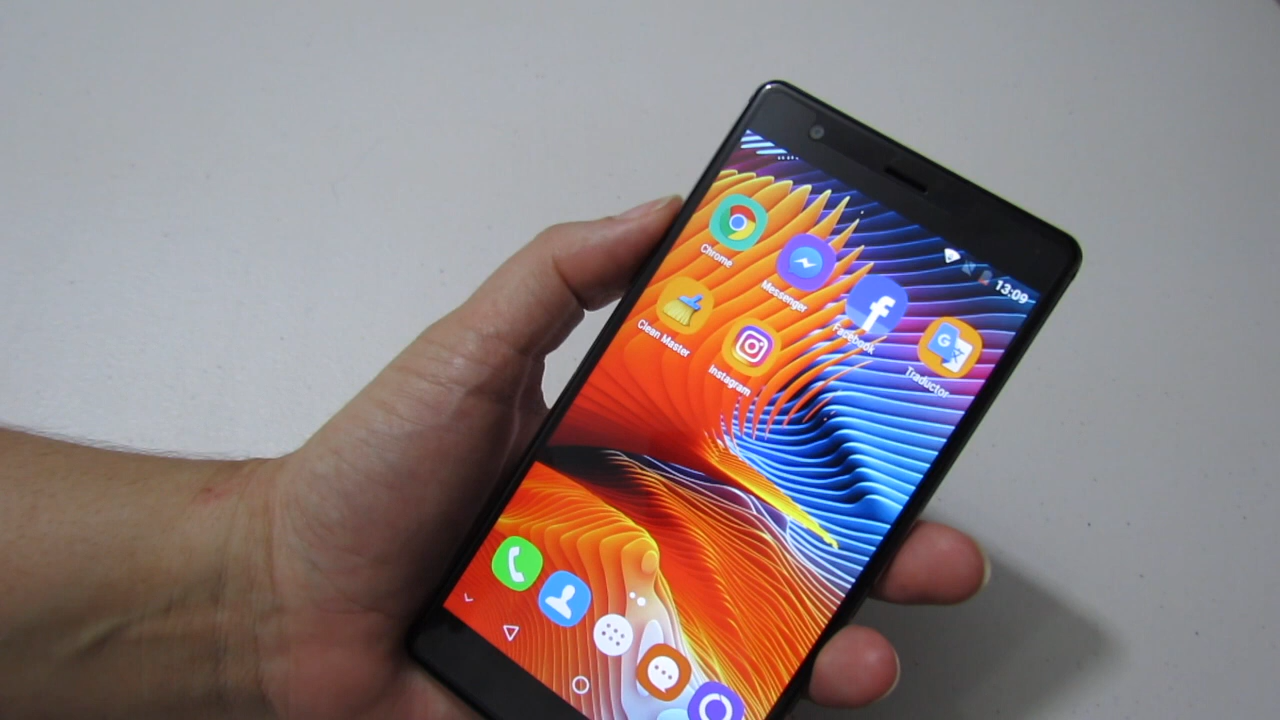 13:09
Chrome
Messenger
Facebook
Traductor
Clean Master
Instagram